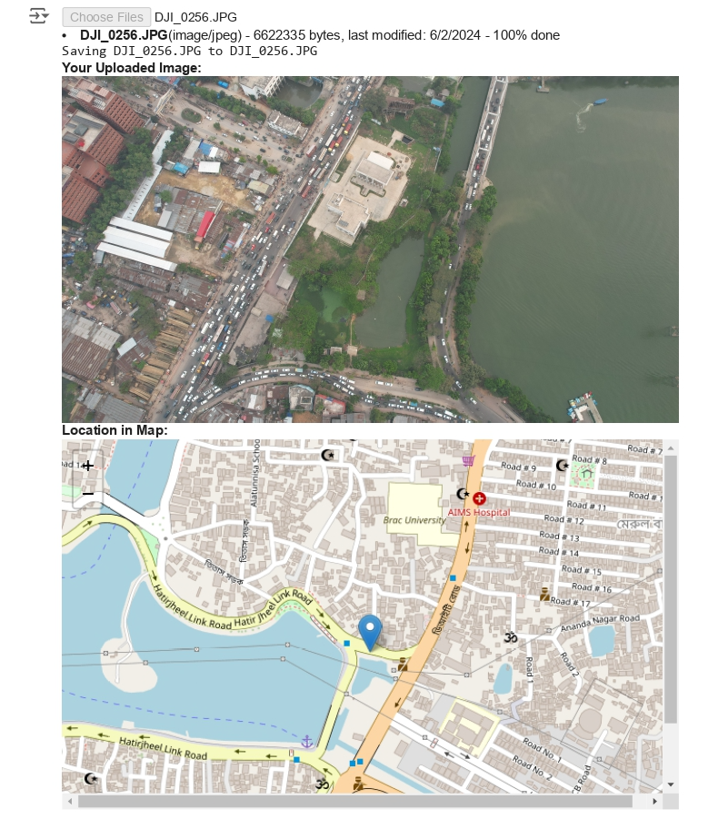 Choose Files DJI_0256.JPG
• DJI_0256.JPG(image/jpeg) - 6622335 bytes, last modified: 6/2/2024 - 100% done
Saving DJI_0256.JPG to DJI_0256.JPG
Your Uploaded Image:
Location in Map:
+
−
Alatunnisa Schoo
Road # 8
Road # 9
Road # 10
Road # 11
AIMS Hospital
Brac University
Road # 12
Road # 13
Road # 14
Road # 15
Road # 16
Road # 17
Ananda Nagar Road
Hatirjheel Link Road
Hatir Jheel Link Road
Road 1
Road 2
Hatirjheel Link Road
Road No. 1
Road No. 2